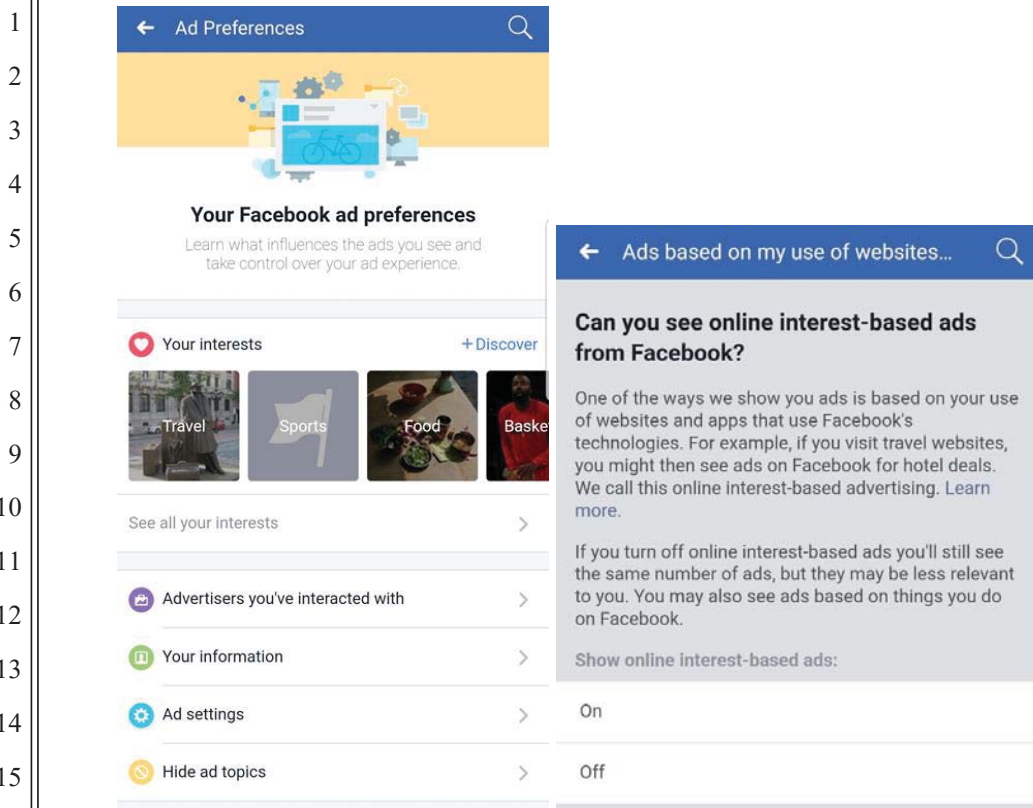 1
2
3
4
5
6
7
8
9
10
11
12
13
14
15
Ad Preferences
Your Facebook ad preferences
Learn what influences the ads you see and
take control over your ad experience.
Your interests
+Discover
Travel
Sports
Food
Baske
See all your interests
Advertisers you've interacted with
Your information
Ad settings
Hide ad topics
Ads based on my use of websites...
Can you see online interest-based ads
from Facebook?
One of the ways we show you ads is based on your use
of websites and apps that use Facebook's
technologies. For example, if you visit travel websites,
you might then see ads on Facebook for hotel deals.
We call this online interest-based advertising. Learn
more.
If you turn off online interest-based ads you'll still see
the same number of ads, but they may be less relevant
to you. You may also see ads based on things you do
on Facebook.
Show online interest-based ads:
On
Off